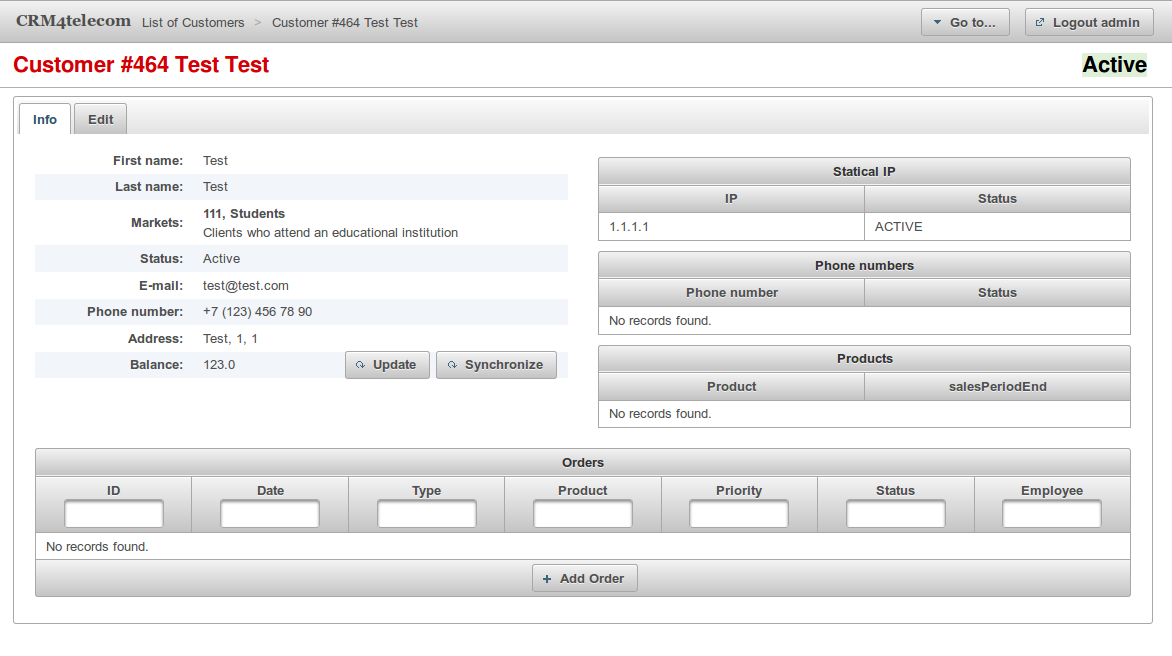 CRM4telecom List of Customers > Customer #464 Test Test Go to... Logout admin
Customer #464 Test Test Active
Info Edit
First name: Test
Last name: Test
Markets: 111, Students
Clients who attend an educational institution
Status: Active
E-mail: test@test.com
Phone number: +7 (123) 456 78 90
Address: Test, 1, 1
Balance: 123.0 Update Synchronize
Statical IP
IP Status
1.1.1.1 ACTIVE
Phone numbers
Phone number Status
No records found.
Products
Product salesPeriodEnd
No records found.
Orders
ID Date Type Product Priority Status Employee
No records found.
+ Add Order